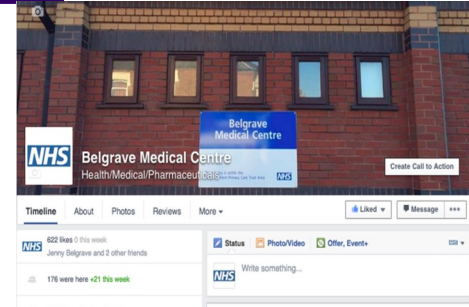 Belgrave
Medical Centre
NHS
NHS
Belgrave Medical Centre
Health/Medical/Pharmaceuticals
Create Call to Action
Timeline
About
Photos
Reviews
More
Liked
Message
NHS
622 likes 0 this week
Jenny Belgrave and 2 other friends
176 were here +21 this week
Status
Photo/Video
Offer, Event+
NHS
Write something...